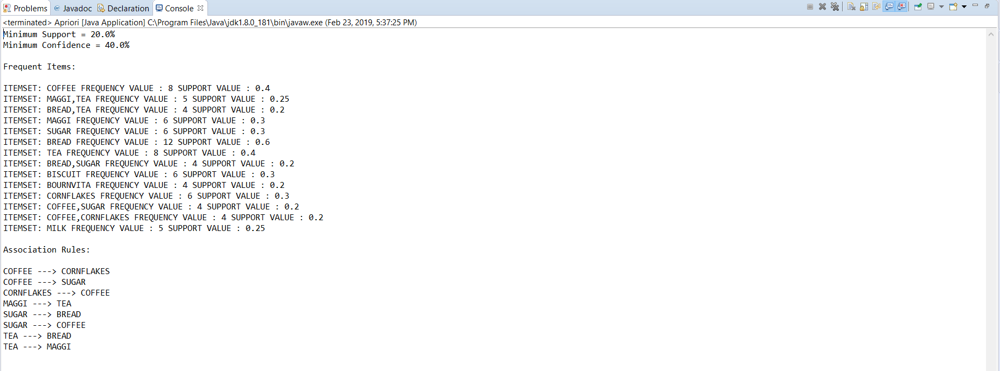 Problems @ Javadoc Declaration Console
<terminated> Apriori [Java Application] C:\Program Files\Java\jdk1.8.0_181\bin\javaw.exe (Feb 23, 2019, 5:37:25 PM)
Minimum Support = 20.0%
Minimum Confidence = 40.0%
Frequent Items:
ITEMSET: COFFEE FREQUENCY VALUE : 8 SUPPORT VALUE : 0.4
ITEMSET: MAGGI,TEA FREQUENCY VALUE : 5 SUPPORT VALUE : 0.25
ITEMSET: BREAD,TEA FREQUENCY VALUE : 4 SUPPORT VALUE : 0.2
ITEMSET: MAGGI FREQUENCY VALUE : 6 SUPPORT VALUE : 0.3
ITEMSET: SUGAR FREQUENCY VALUE : 6 SUPPORT VALUE : 0.3
ITEMSET: BREAD FREQUENCY VALUE : 12 SUPPORT VALUE : 0.6
ITEMSET: TEA FREQUENCY VALUE : 8 SUPPORT VALUE : 0.4
ITEMSET: BREAD,SUGAR FREQUENCY VALUE : 4 SUPPORT VALUE : 0.2
ITEMSET: BISCUIT FREQUENCY VALUE : 6 SUPPORT VALUE : 0.3
ITEMSET: BOURNVITA FREQUENCY VALUE : 4 SUPPORT VALUE : 0.2
ITEMSET: CORNFLAKES FREQUENCY VALUE : 6 SUPPORT VALUE : 0.3
ITEMSET: COFFEE,SUGAR FREQUENCY VALUE : 4 SUPPORT VALUE : 0.2
ITEMSET: COFFEE,CORNFLAKES FREQUENCY VALUE : 4 SUPPORT VALUE : 0.2
ITEMSET: MILK FREQUENCY VALUE : 5 SUPPORT VALUE : 0.25
Association Rules:
COFFEE ---> CORNFLAKES
COFFEE ---> SUGAR
CORNFLAKES ---> COFFEE
MAGGI ---> TEA
SUGAR ---> BREAD
SUGAR ---> COFFEE
TEA ---> BREAD
TEA ---> MAGGI